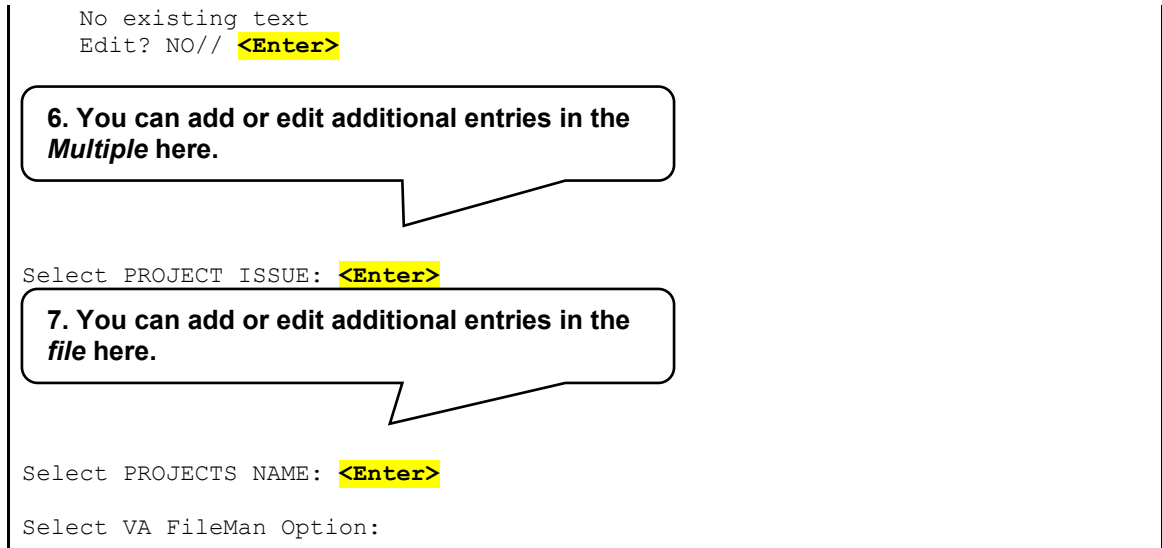 No existing text
Edit? NO// <Enter>
6. You can add or edit additional entries in the
Multiple here.
Select PROJECT ISSUE: <Enter>
7. You can add or edit additional entries in the
file here.
Select PROJECTS NAME: <Enter>
Select VA FileMan Option: